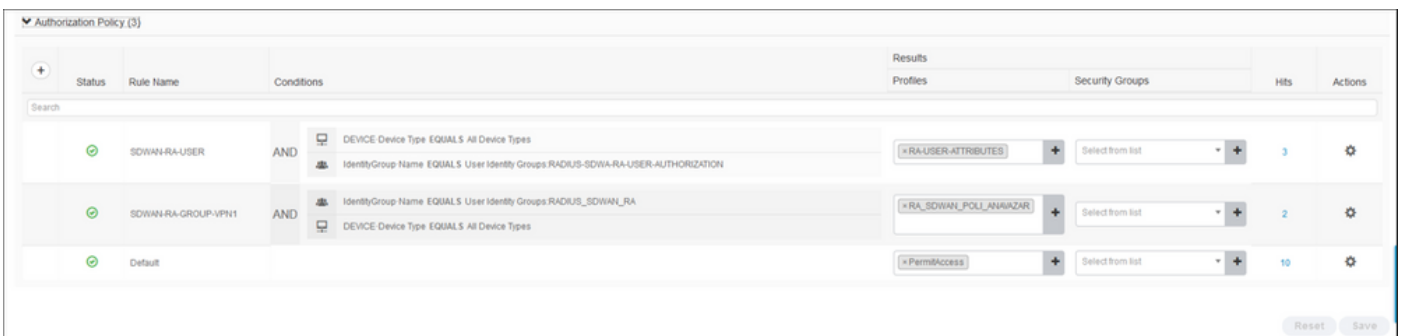 Authorization Policy (3)
Results
+ Status Rule Name Conditions Profiles Security Groups Hits Actions
Search
SDWAN-RA-USER AND DEVICE·Device Type EQUALS All Device Types
IdentityGroup·Name EQUALS User Identity Groups:RADIUS-SDWA-RA-USER-AUTHORIZATION
×RA-USER-ATTRIBUTES + Select from list + 3
SDWAN-RA-GROUP-VPN1 AND IdentityGroup·Name EQUALS User Identity Groups:RADIUS_SDWAN_RA
DEVICE·Device Type EQUALS All Device Types
×RA_SDWAN_POLI_ANAVAZAR + Select from list + 2
Default ×PermitAccess + Select from list + 10
Reset Save